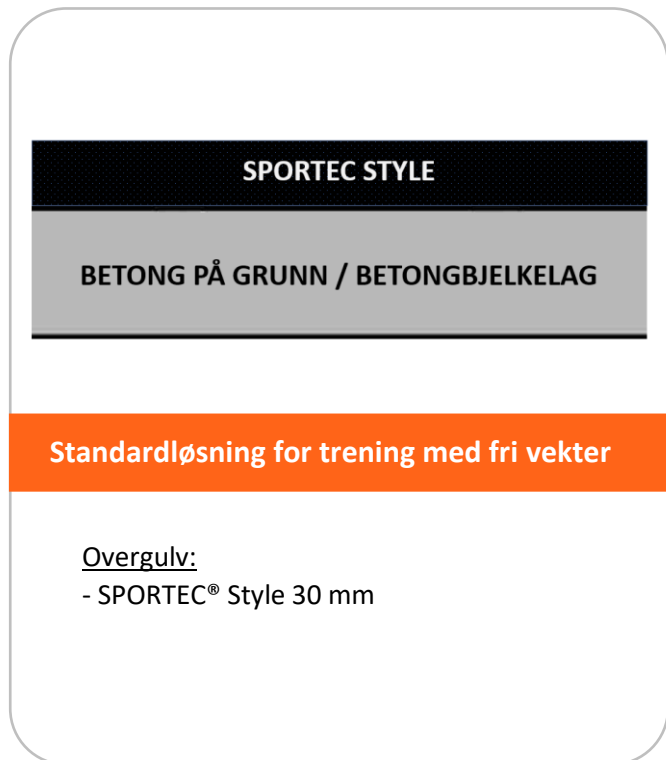 SPORTEC STYLE
BETONG PÅ GRUNN / BETONGBJELKELAG
Standardløsning for trening med fri vekter
Overgulv:
- SPORTEC® Style 30 mm